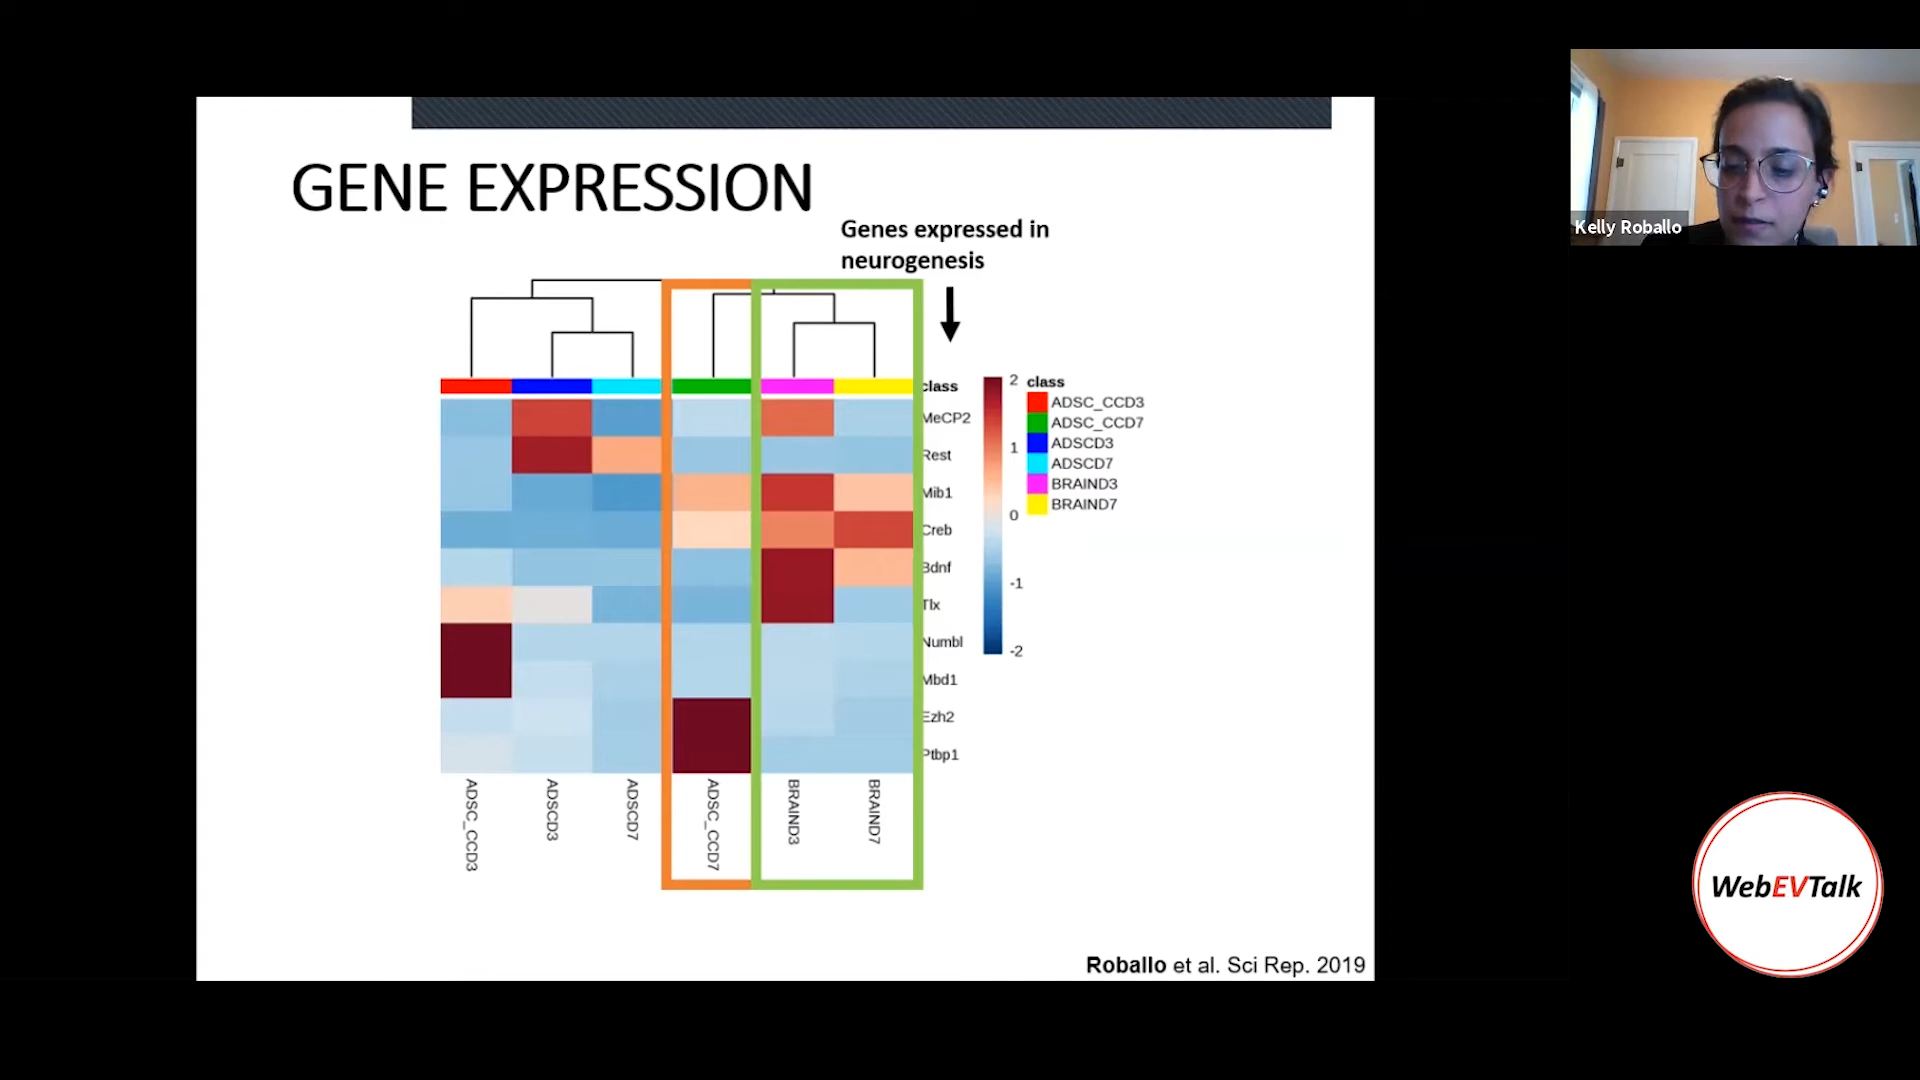 GENE EXPRESSION
Genes expressed in
neurogenesis
class
MeCP2
Rest
Mib1
Creb
Bdnf
Tlx
Numbl
Mbd1
Ezh2
Ptbp1
2
1
0
-1
-2
class
ADSC_CCD3
ADSC_CCD7
ADSCD3
ADSCD7
BRAIND3
BRAIND7
ADSC_CCD3
ADSCD3
ADSCD7
ADSC_CCD7
BRAIND3
BRAIND7
Roballo et al. Sci Rep. 2019
Kelly Roballo
WebEVTalk